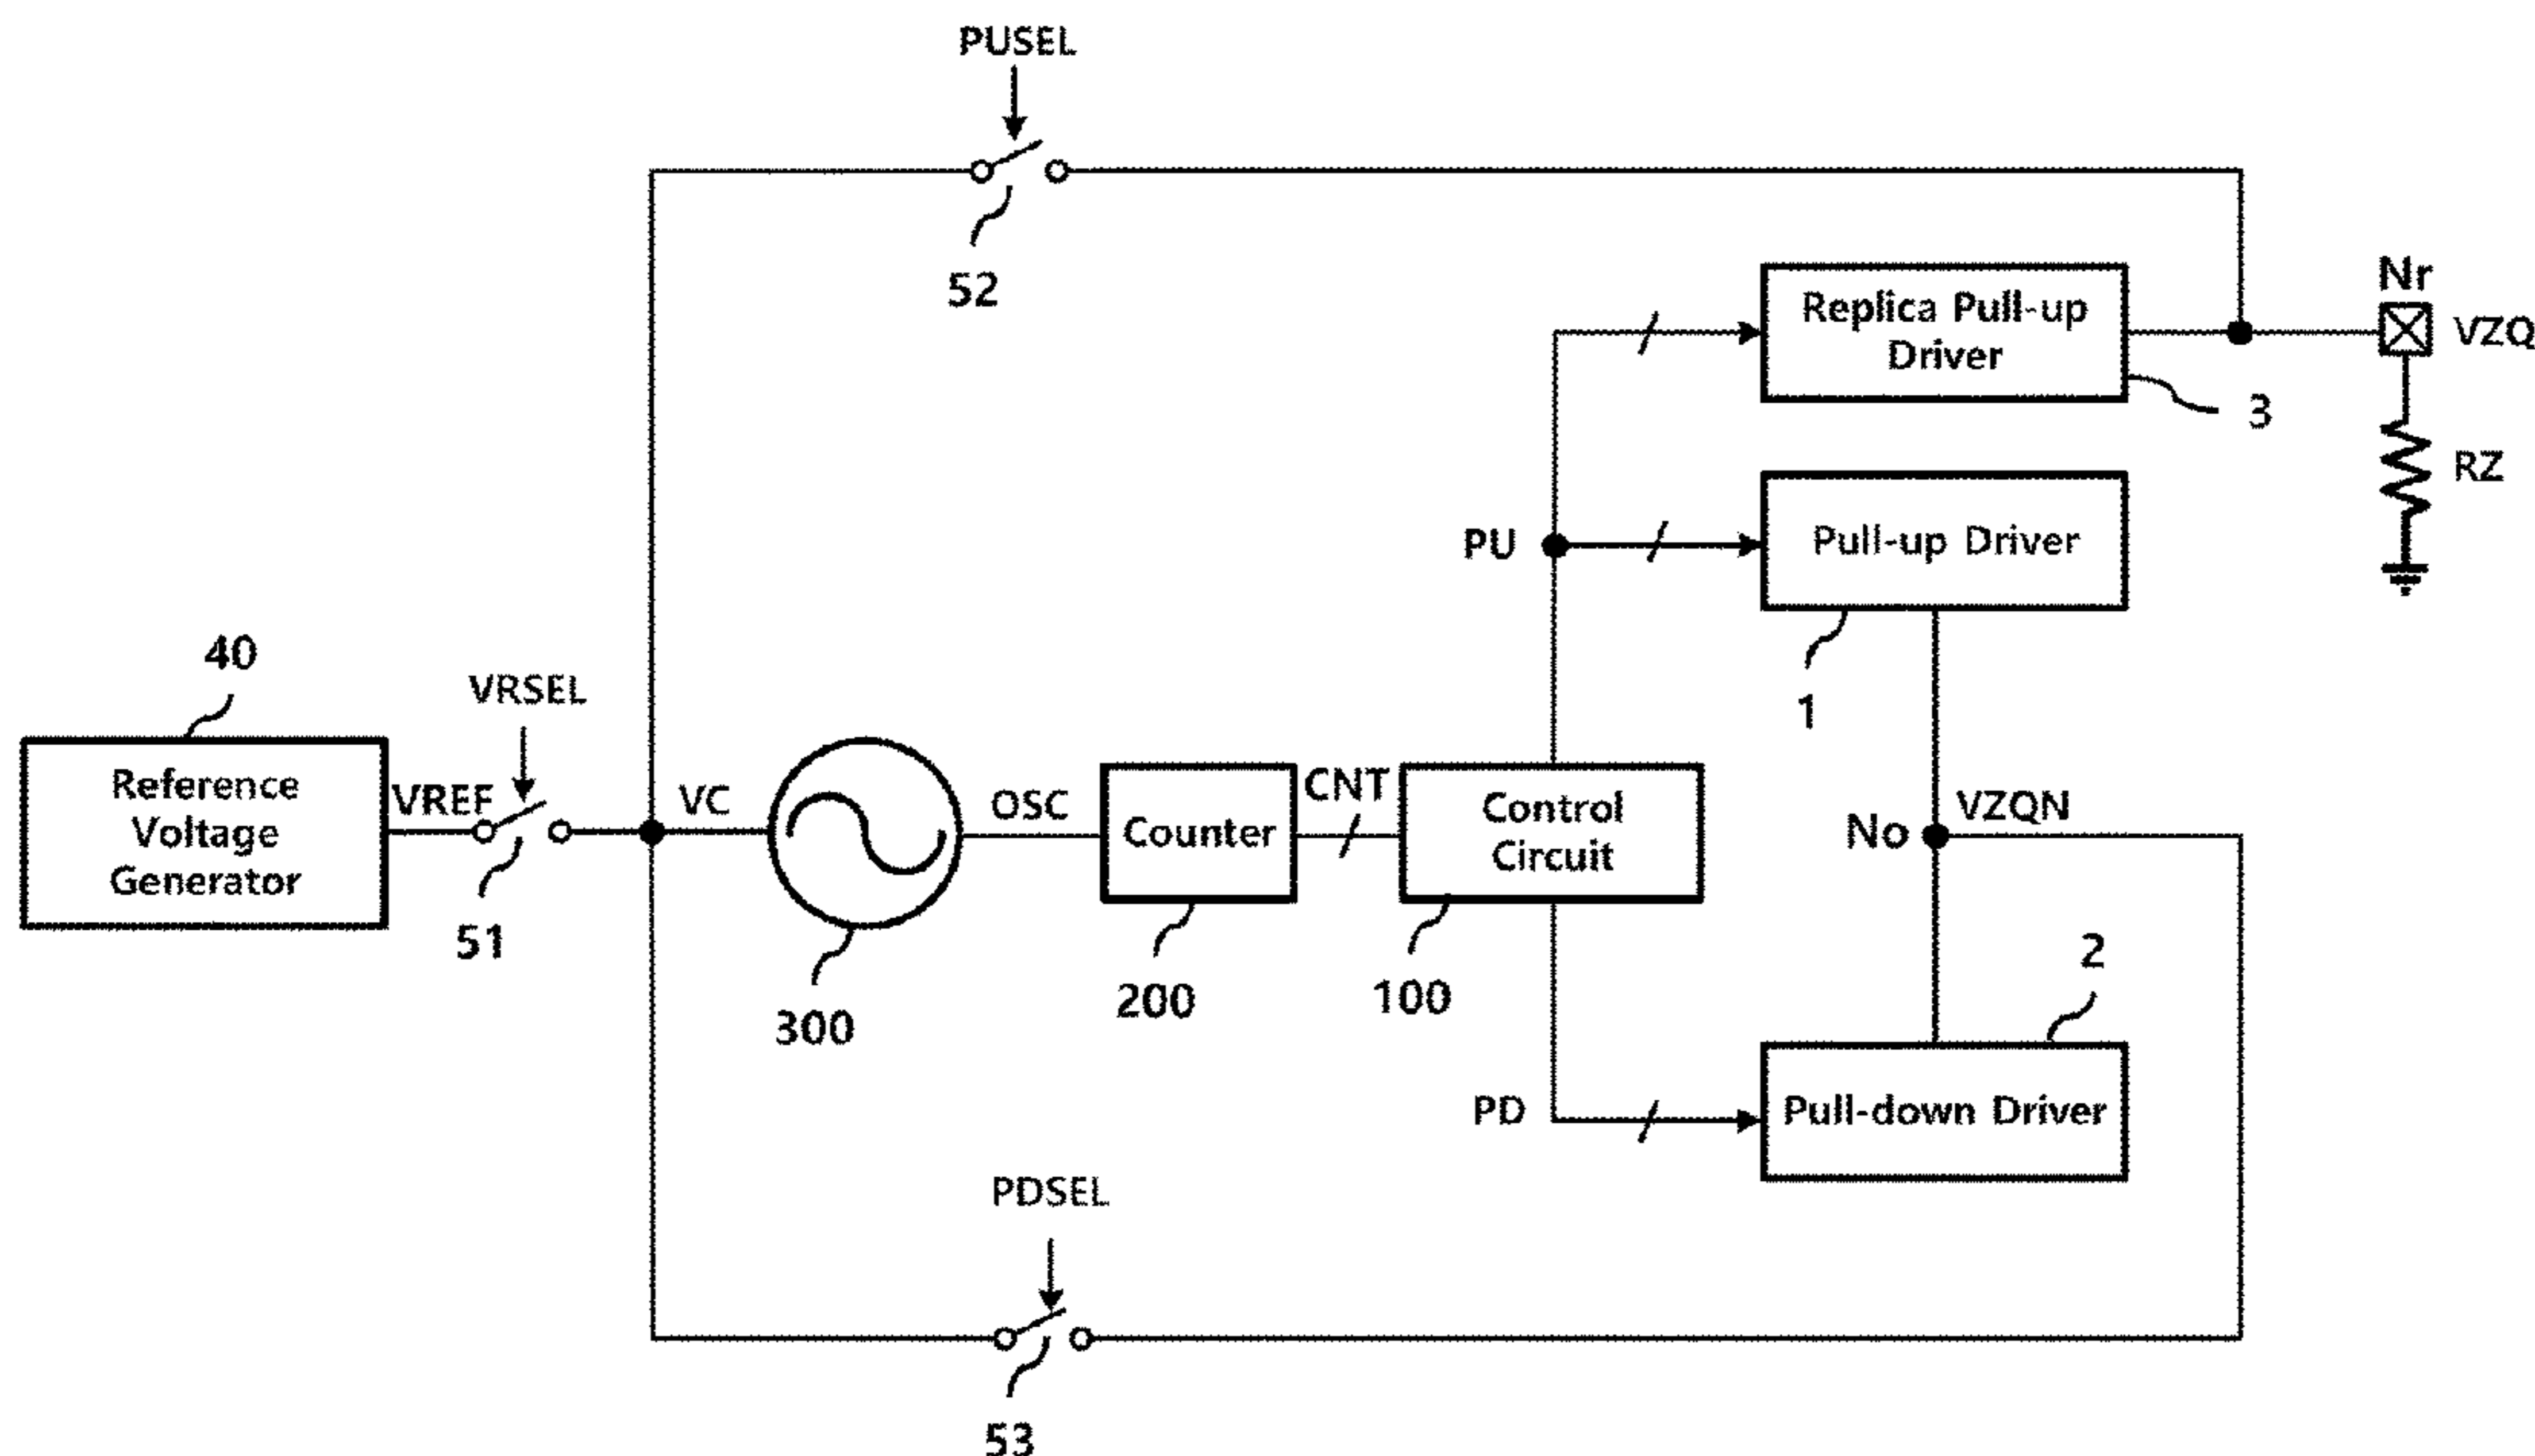 PUSEL
52
Replica Pull-up
Driver
3
Nr
VZQ
RZ
PU
Pull-up Driver
1
40
VRSEL
Reference
Voltage
Generator
VREF
51
VC
300
OSC
Counter
200
CNT
Control
Circuit
100
No
VZQN
2
PD
Pull-down Driver
PDSEL
53